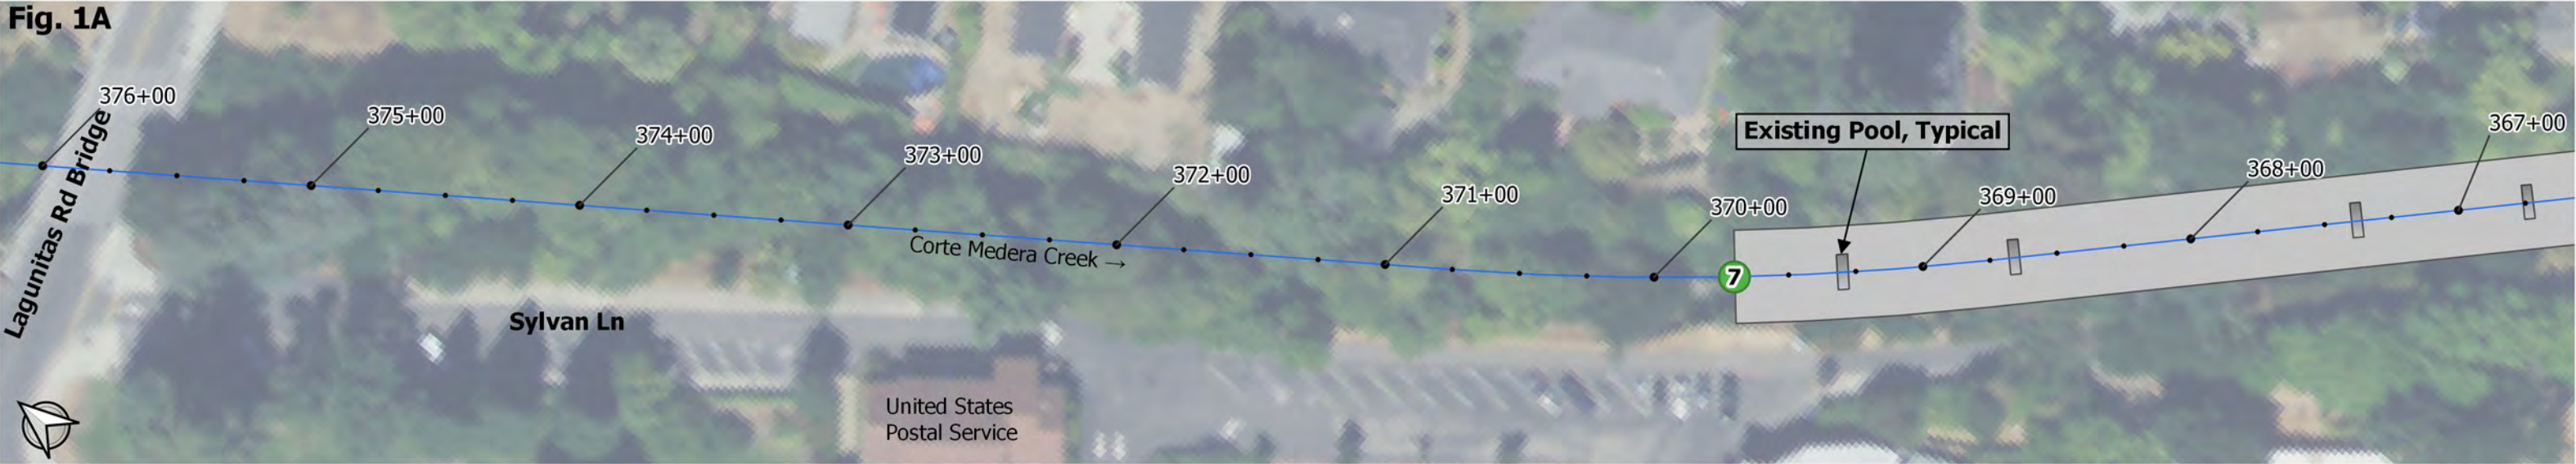 Fig. 1A
376+00
375+00
374+00
373+00
372+00
371+00
370+00
369+00
368+00
367+00
Existing Pool, Typical
Lagunitas Rd Bridge
Corte Medera Creek →
7
Sylvan Ln
United States
Postal Service